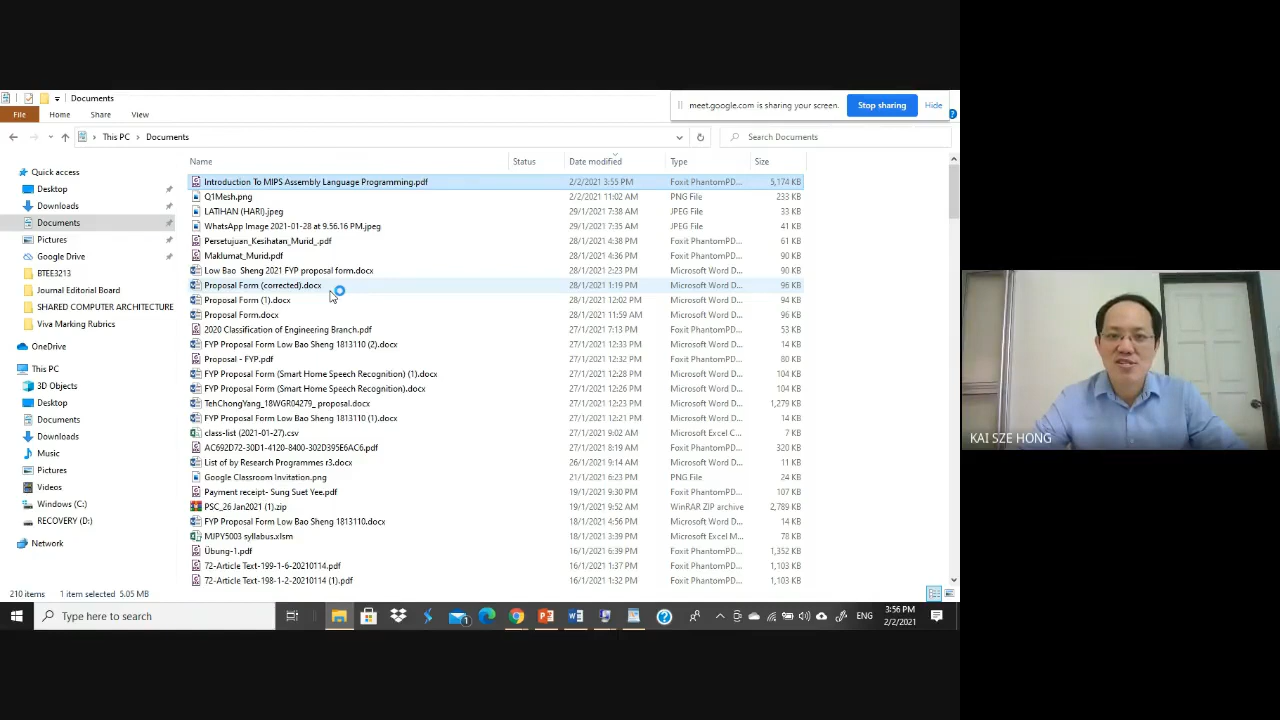 Documents
meet.google.com is sharing your screen. Stop sharing Hide
File Home Share View
This PC Documents Search Documents
Name Status Date modified Type Size
Introduction To MIPS Assembly Language Programming.pdf 2/2/2021 3:55 PM Foxit PhantomPD... 5,174 KB
Q1Mesh.png 2/2/2021 11:02 AM PNG File 233 KB
LATIHAN (HARI).jpeg 29/1/2021 7:38 AM JPEG File 33 KB
WhatsApp Image 2021-01-28 at 9.56.16 PM.jpeg 29/1/2021 7:35 AM JPEG File 41 KB
Persetujuan_Kesihatan_Murid_.pdf 28/1/2021 4:38 PM Foxit PhantomPD... 61 KB
Maklumat_Murid.pdf 28/1/2021 4:36 PM Foxit PhantomPD... 90 KB
Low Bao  Sheng 2021 FYP proposal form.docx 28/1/2021 2:23 PM Microsoft Word D... 90 KB
Proposal Form (corrected).docx 28/1/2021 1:19 PM Microsoft Word D... 96 KB
Proposal Form (1).docx 28/1/2021 12:02 PM Microsoft Word D... 94 KB
Proposal Form.docx 28/1/2021 11:59 AM Microsoft Word D... 96 KB
2020 Classification of Engineering Branch.pdf 27/1/2021 7:13 PM Foxit PhantomPD... 53 KB
FYP Proposal Form Low Bao Sheng 1813110 (2).docx 27/1/2021 12:33 PM Microsoft Word D... 14 KB
Proposal - FYP.pdf 27/1/2021 12:32 PM Foxit PhantomPD... 80 KB
FYP Proposal Form (Smart Home Speech Recognition) (1).docx 27/1/2021 12:28 PM Microsoft Word D... 104 KB
FYP Proposal Form (Smart Home Speech Recognition).docx 27/1/2021 12:26 PM Microsoft Word D... 104 KB
TehChongYang_18WGR04279_ proposal.docx 27/1/2021 12:23 PM Microsoft Word D... 1,279 KB
FYP Proposal Form Low Bao Sheng 1813110 (1).docx 27/1/2021 12:21 PM Microsoft Word D... 14 KB
class-list (2021-01-27).csv 27/1/2021 9:02 AM Microsoft Excel C... 7 KB
AC692D72-30D1-4120-8400-302D395E6AC6.pdf 27/1/2021 8:19 AM Foxit PhantomPD... 320 KB
List of by Research Programmes r3.docx 26/1/2021 9:14 AM Microsoft Word D... 11 KB
Google Classroom Invitation.png 21/1/2021 6:23 PM PNG File 24 KB
Payment receipt- Sung Suet Yee.pdf 19/1/2021 9:30 PM Foxit PhantomPD... 107 KB
PSC_26 Jan2021 (1).zip 19/1/2021 9:52 AM WinRAR ZIP archive 2,789 KB
FYP Proposal Form Low Bao Sheng 1813110.docx 18/1/2021 4:56 PM Microsoft Word D... 14 KB
MJPY5003 syllabus.xlsm 18/1/2021 3:39 PM Microsoft Excel M... 78 KB
Übung-1.pdf 16/1/2021 6:39 PM Foxit PhantomPD... 1,352 KB
72-Article Text-199-1-6-20210114.pdf 16/1/2021 1:37 PM Foxit PhantomPD... 1,103 KB
72-Article Text-198-1-2-20210114 (1).pdf 16/1/2021 1:32 PM Foxit PhantomPD... 1,103 KB
Quick access
Desktop
Downloads
Documents
Pictures
Google Drive
BTEE3213
Journal Editorial Board
SHARED COMPUTER ARCHITECTURE
Viva Marking Rubrics
OneDrive
This PC
3D Objects
Desktop
Documents
Downloads
Music
Pictures
Videos
Windows (C:)
RECOVERY (D:)
Network
210 items 1 item selected 5.05 MB
Type here to search
1
ENG
3:56 PM
2/2/2021
KAI SZE HONG